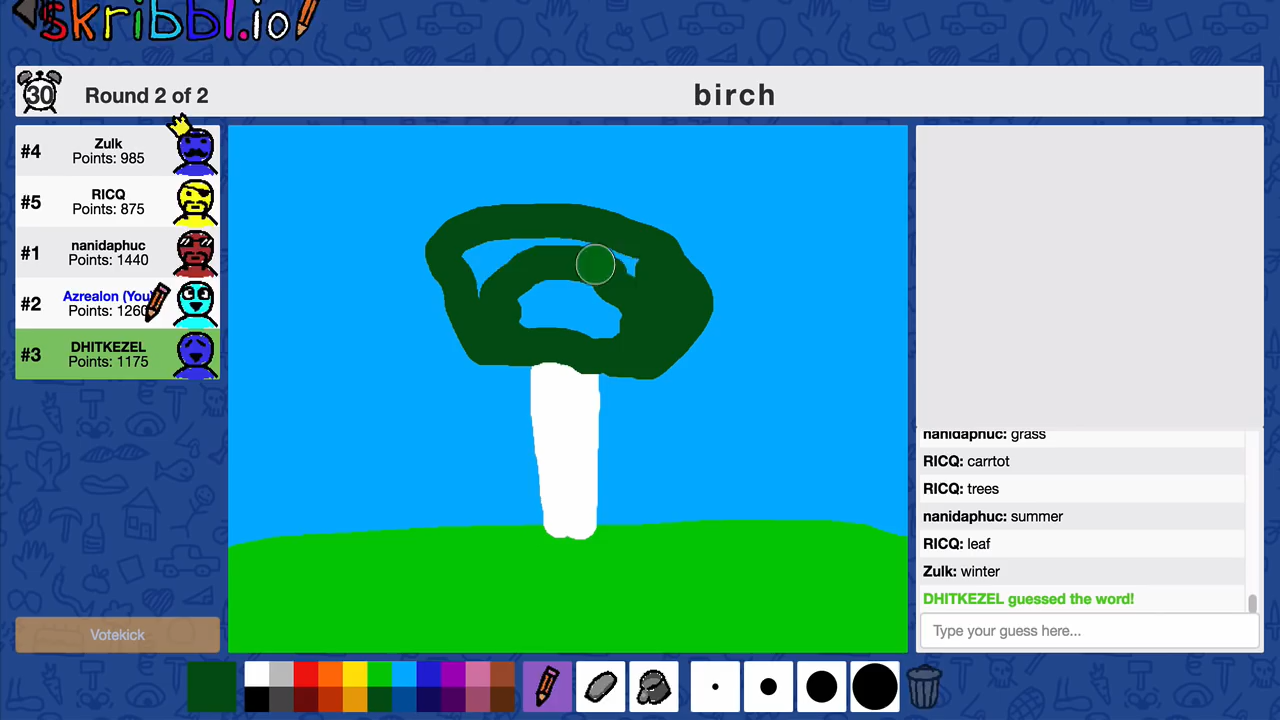 skribbl.io
30
Round 2 of 2
birch
#4
Zulk
Points: 985
#5
RICQ
Points: 875
#1
nanidaphuc
Points: 1440
#2
Azrealon (You)
Points: 1260
#3
DHITKEZEL
Points: 1175
Votekick
nanidaphuc: grass
RICQ: carrtot
RICQ: trees
nanidaphuc: summer
RICQ: leaf
Zulk: winter
DHITKEZEL guessed the word!
Type your guess here...